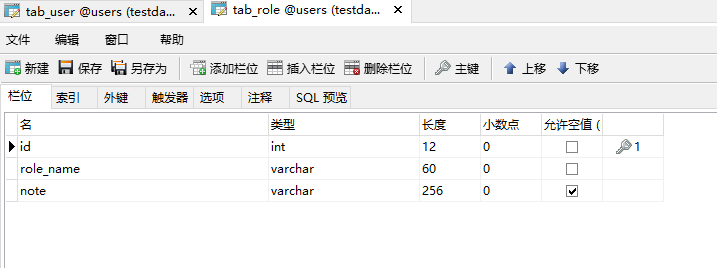 tab_user @users (testda... tab_role @users (testda...
文件 编辑 窗口 帮助
新建 保存 另存为 添加栏位 插入栏位 删除栏位 主键 上移 下移
栏位 索引 外键 触发器 选项 注释 SQL 预览
名 类型 长度 小数点 允许空值 (
id int 12 0 1
role_name varchar 60 0
note varchar 256 0